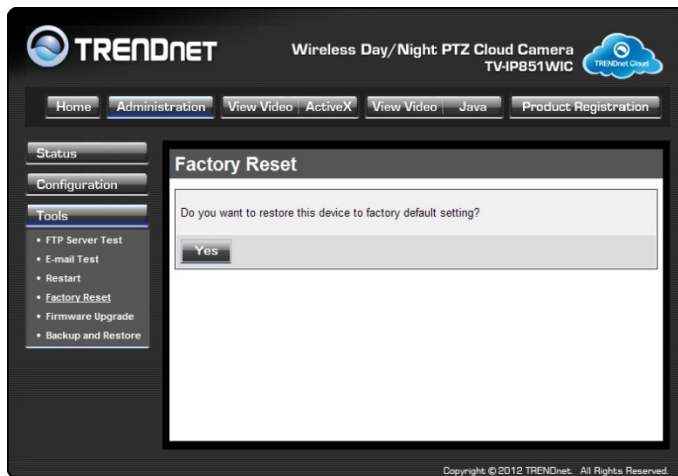 TRENDNET
Wireless Day/Night PTZ Cloud Camera
TV-IP851WIC
TRENDnet Cloud
Home Administration View Video ActiveX View Video Java Product Registration
Status
Configuration
Tools
• FTP Server Test
• E-mail Test
• Restart
• Factory Reset
• Firmware Upgrade
• Backup and Restore
Factory Reset
Do you want to restore this device to factory default setting?
Yes
Copyright © 2012 TRENDnet. All Rights Reserved.